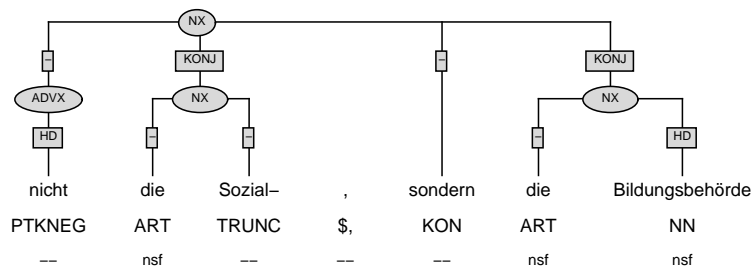 NX
– KONJ – KONJ
ADVX NX NX
HD – – – HD
nicht die Sozial– , sondern die Bildungsbehörde
PTKNEG ART TRUNC $, KON ART NN
–– nsf –– –– –– nsf nsf